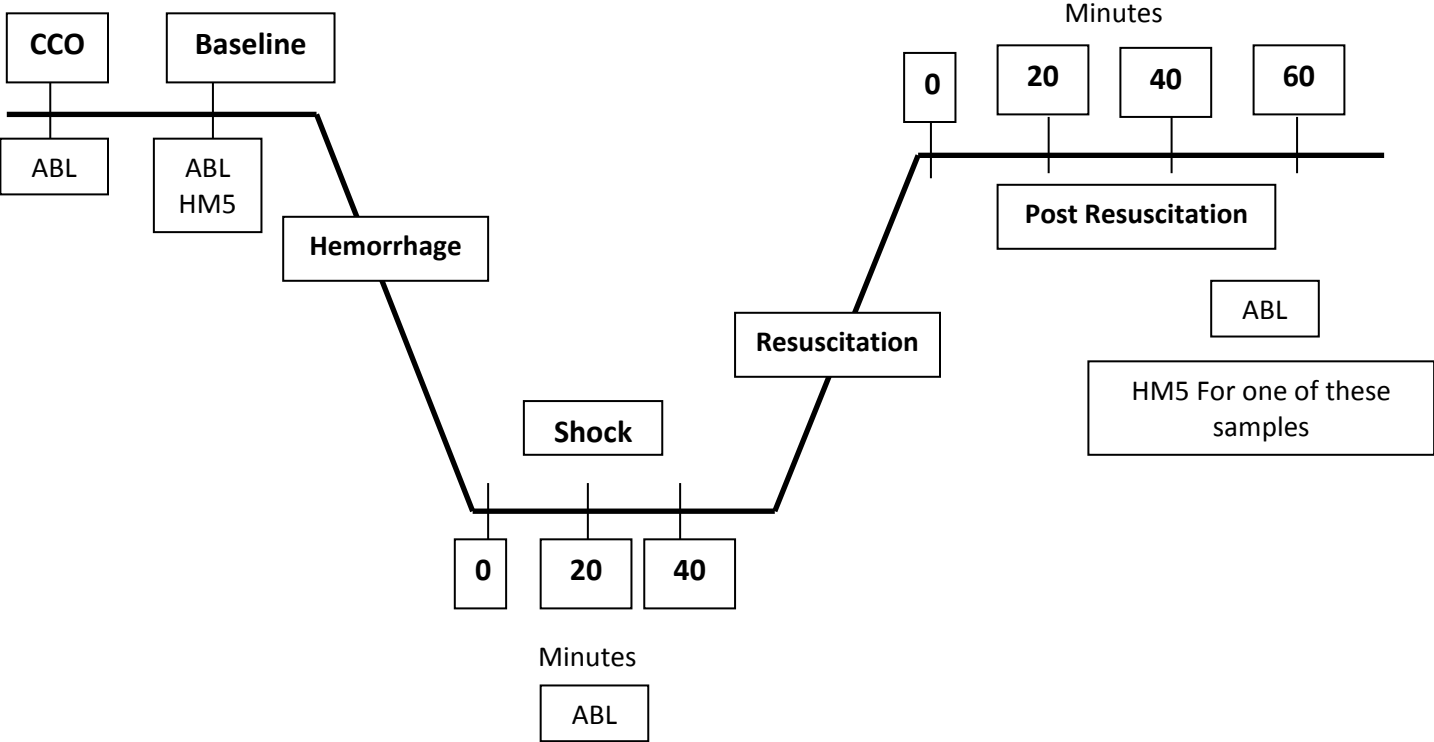 CCO
Baseline
ABL
ABL
HM5
Hemorrhage
Shock
0
20
40
Minutes
ABL
Resuscitation
Minutes
0
20
40
60
Post Resuscitation
ABL
HM5 For one of these
samples